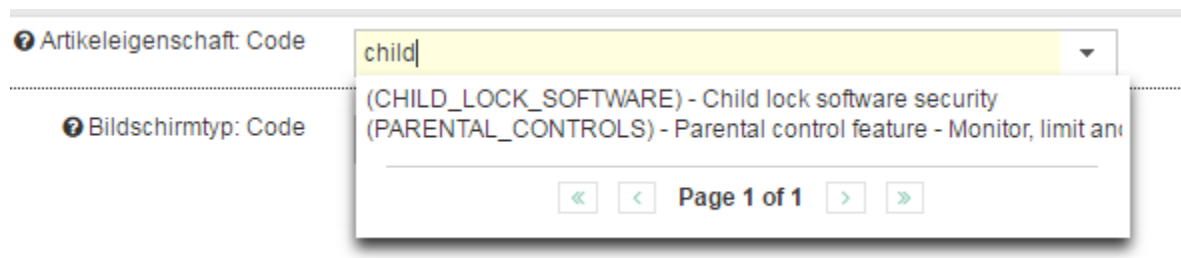 Artikeleigenschaft: Code
child
(CHILD_LOCK_SOFTWARE) - Child lock software security
(PARENTAL_CONTROLS) - Parental control feature - Monitor, limit and
Bildschirmtyp: Code
Page 1 of 1